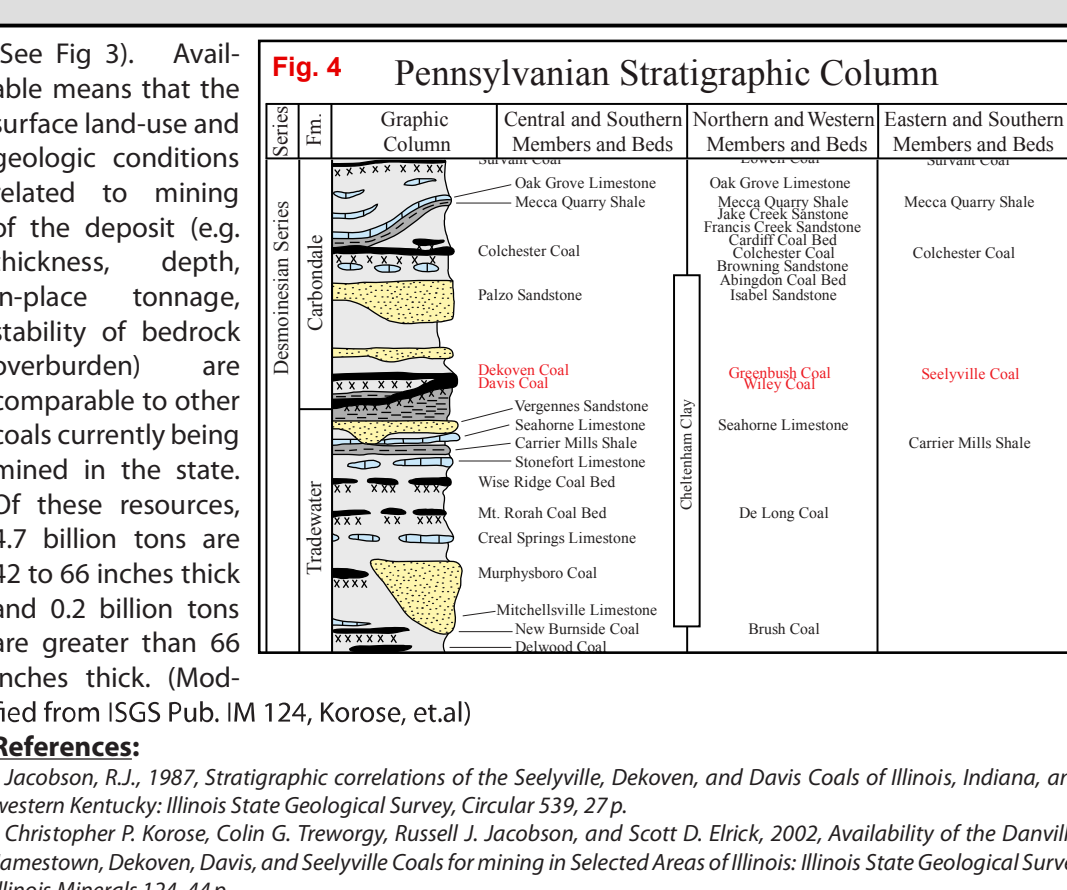 (See Fig 3). Avail-
able means that the
surface land-use and
geologic conditions
related to mining
of the deposit (e.g.
thickness, depth,
in-place tonnage,
stability of bedrock
overburden) are
comparable to other
coals currently being
mined in the state.
Of these resources,
4.7 billion tons are
42 to 66 inches thick
and 0.2 billion tons
are greater than 66
inches thick. (Mod-
fied from ISGS Pub. IM 124, Korose, et.al)
Fig. 4
Pennsylvanian Stratigraphic Column
Series
Fm.
Graphic
Column
Central and Southern
Members and Beds
Northern and Western
Members and Beds
Eastern and Southern
Members and Beds
Desmoinesian Series
Carbondale
Tradewater
Survant Coal
Oak Grove Limestone
Mecca Quarry Shale
Colchester Coal
Palzo Sandstone
Dekoven Coal
Davis Coal
Vergennes Sandstone
Seahorne Limestone
Carrier Mills Shale
Stonefort Limestone
Wise Ridge Coal Bed
Mt. Rorah Coal Bed
Creal Springs Limestone
Murphysboro Coal
Mitchellsville Limestone
New Burnside Coal
Delwood Coal
Cheltenham Clay
Lowell Coal
Oak Grove Limestone
Mecca Quarry Shale
Jake Creek Sanstone
Francis Creek Sandstone
Cardiff Coal Bed
Colchester Coal
Browning Sandstone
Abingdon Coal Bed
Isabel Sandstone
Greenbush Coal
Wiley Coal
Seahorne Limestone
De Long Coal
Brush Coal
Survant Coal
Mecca Quarry Shale
Colchester Coal
Seelyville Coal
Carrier Mills Shale
References:
Jacobson, R.J., 1987, Stratigraphic correlations of the Seelyville, Dekoven, and Davis Coals of Illinois, Indiana, an
western Kentucky: Illinois State Geological Survey, Circular 539, 27 p.
Christopher P. Korose, Colin G. Treworgy, Russell J. Jacobson, and Scott D. Elrick, 2002, Availability of the Danvill
Jamestown, Dekoven, Davis, and Seelyville Coals for mining in Selected Areas of Illinois: Illinois State Geological Surve
Illinois Minerals 124, 44 p.